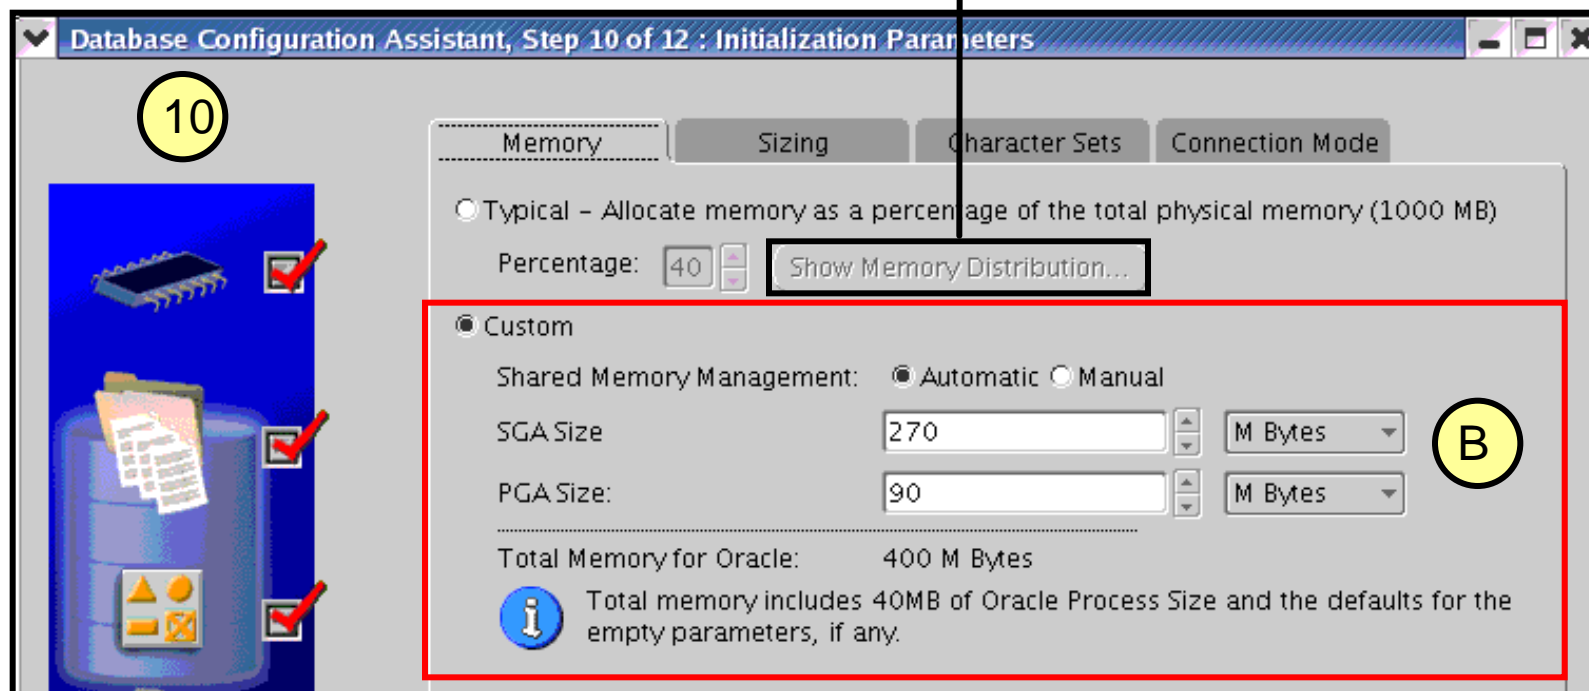 Database Configuration Assistant, Step 10 of 12 : Initialization Parameters
10
Memory Sizing Character Sets Connection Mode
Typical – Allocate memory as a percentage of the total physical memory (1000 MB)
Percentage: 40 Show Memory Distribution...
Custom
Shared Memory Management: Automatic Manual
SGA Size 270 M Bytes
B
PGA Size: 90 M Bytes
Total Memory for Oracle: 400 M Bytes
Total memory includes 40MB of Oracle Process Size and the defaults for the
empty parameters, if any.